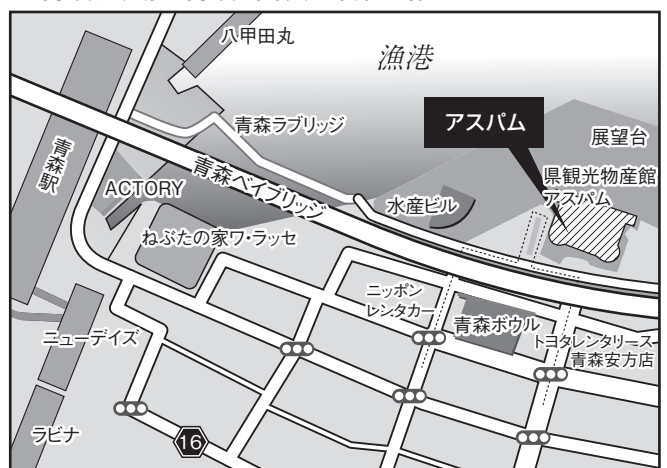 八甲田丸
漁港
青森ラブリッジ
アスパム
展望台
青森駅
県観光物産館
アスパム
ACTORY
青森ベイブリッジ
水産ビル
ねぶたの家ワ・ラッセ
ニッポン
レンタカー
青森ボウル
トヨタレンタリース
青森安方店
ニューデイズ
ラビナ
16